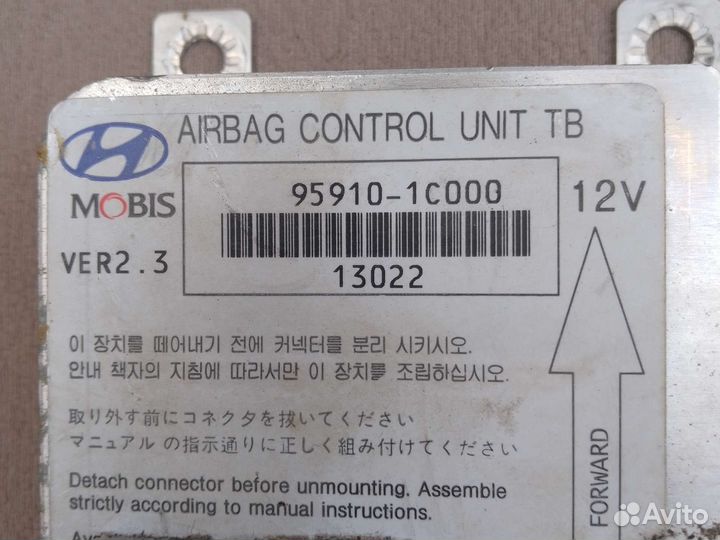 AIRBAG CONTROL UNIT TB
MOBIS
95910-1C000
12V
VER2.3
13022
이 장치를 떼어내기 전에 커넥터를 분리 시키시오.
안내 책자의 지침에 따라서만 이 장치를 조립하십시오.
取り外す前にコネクタを抜いてください
マニュアルの指示通りに正しく組み付けてください
Detach connector before unmounting. Assemble
strictly according to manual instructions.
FORWARD
Avito